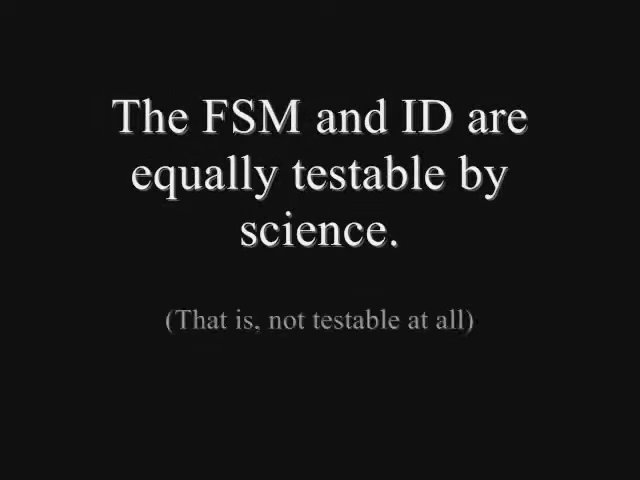 The FSM and ID are
equally testable by
science.
(That is, not testable at all)